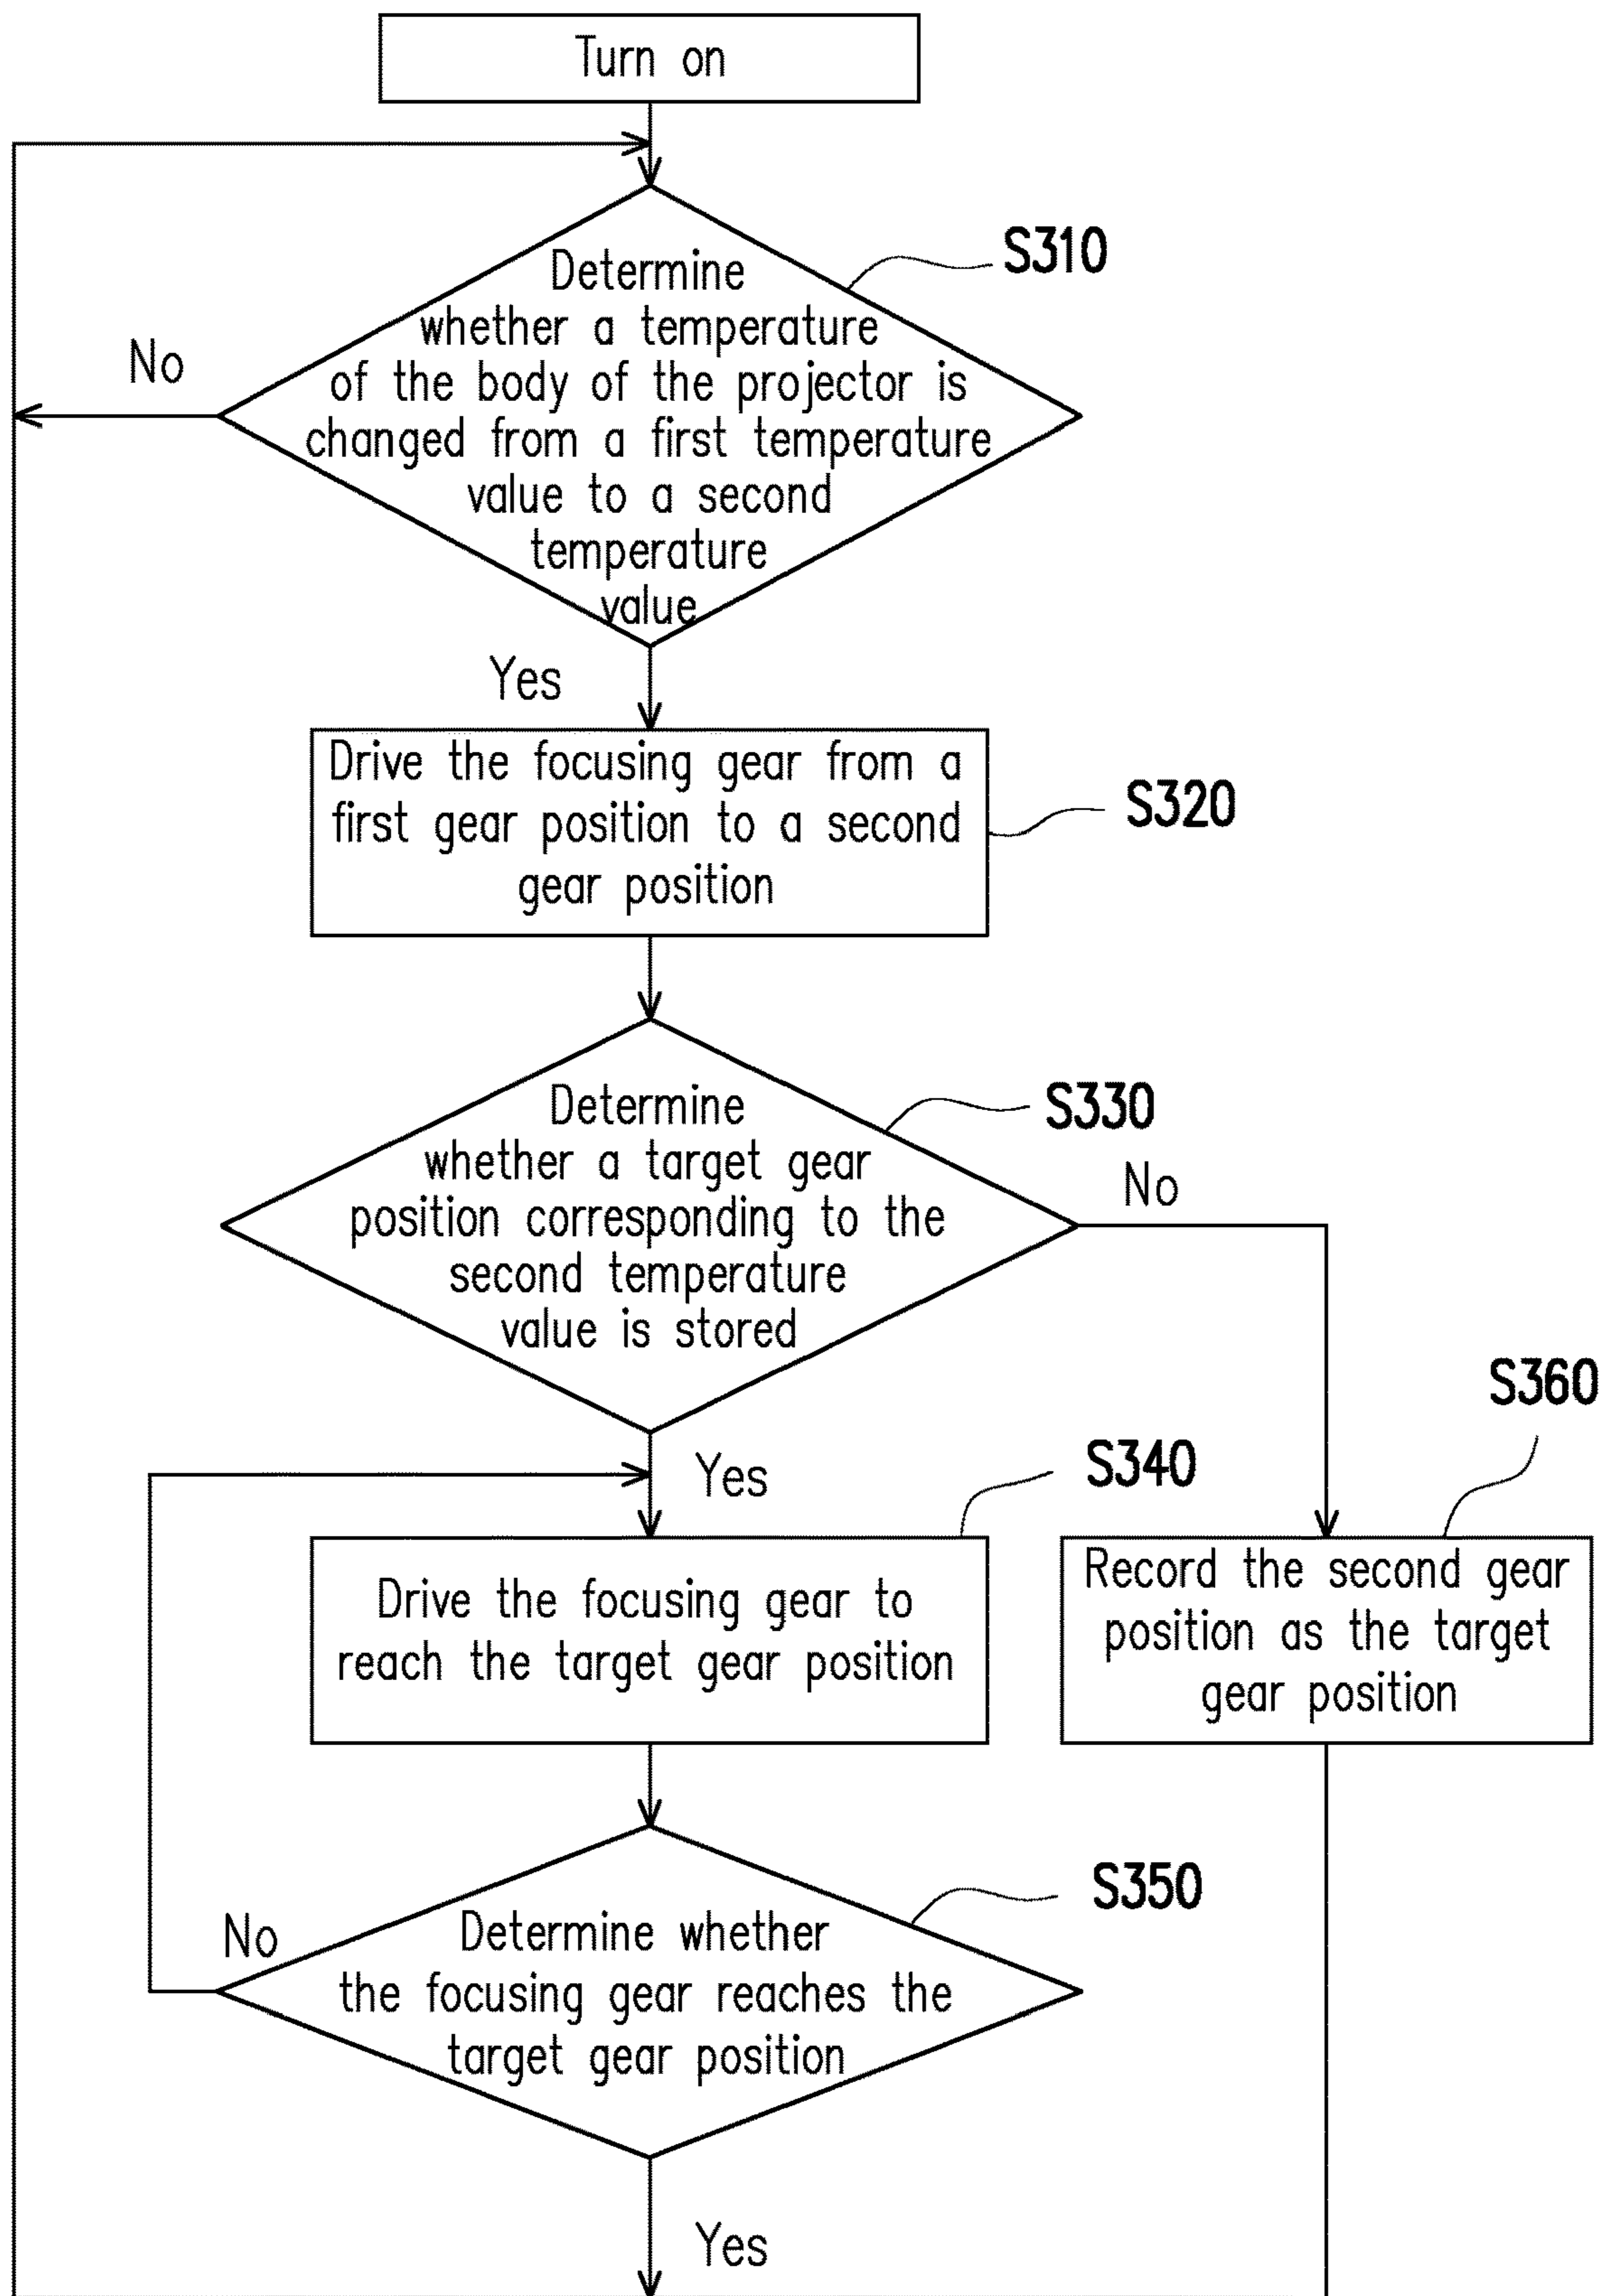 Turn on
S310
Determine
whether a temperature
of the body of the projector is
changed from a first temperature
value to a second
temperature
value
No
Yes
Drive the focusing gear from a
first gear position to a second
gear position
S320
Determine
whether a target gear
position corresponding to the
second temperature
value is stored
S330
No
Yes
S340
S360
Drive the focusing gear to
reach the target gear position
Record the second gear
position as the target
gear position
S350
No
Determine whether
the focusing gear reaches the
target gear position
Yes